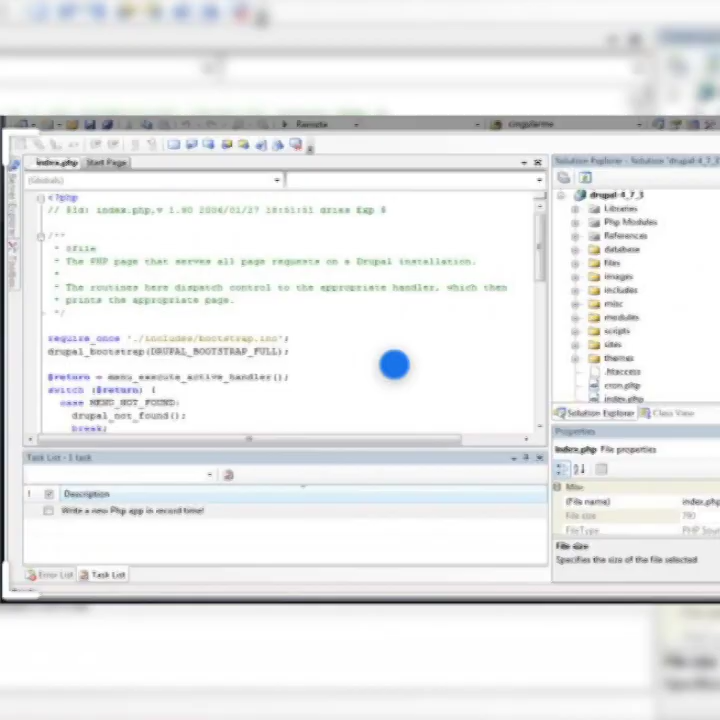 Remote
cingularme
index.php Start Page
Solution Explorer - Solution 'drupal-4_7_3
(Globals)
<?php
// $Id: index.php,v 1.90 2006/01/27 18:51:51 dries Exp $
/**
* @file
* The PHP page that serves all page requests on a Drupal installation.
*
* The routines here dispatch control to the appropriate handler, which then
* prints the appropriate page.
*/
require_once './includes/bootstrap.inc';
drupal_bootstrap(DRUPAL_BOOTSTRAP_FULL);
$return = menu_execute_active_handler();
switch ($return) {
case MENU_NOT_FOUND:
drupal_not_found();
break;
drupal-4_7_3
Libraries
Php Modules
References
database
files
images
includes
misc
modules
scripts
sites
themes
.htaccess
cron.php
index.php
Solution Explorer Class View
Properties
index.php File properties
Misc
(File name) index.php
File size 790
FileType PHP Sour
File size
Specifies the size of the file selected
Task List - 1 task
! Description
Write a new Php app in record time!
Error List Task List